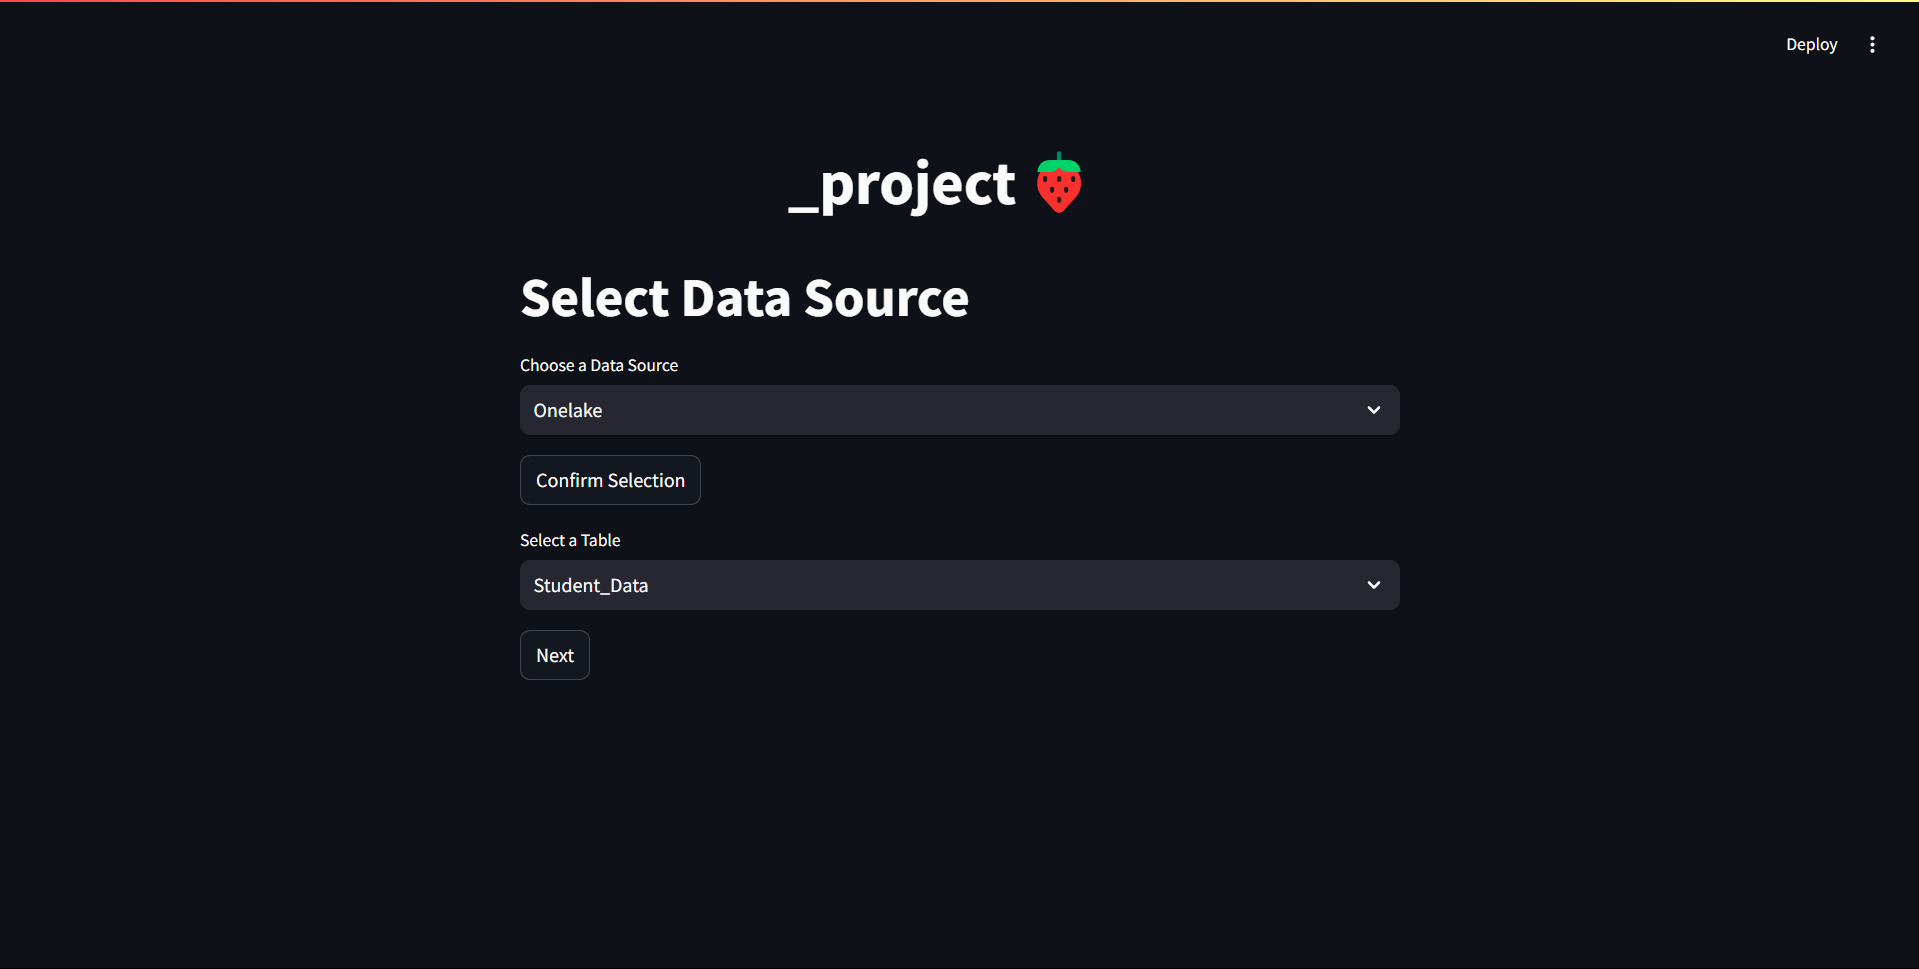 Deploy
_project
Select Data Source
Choose a Data Source
Onelake
Confirm Selection
Select a Table
Student_Data
Next